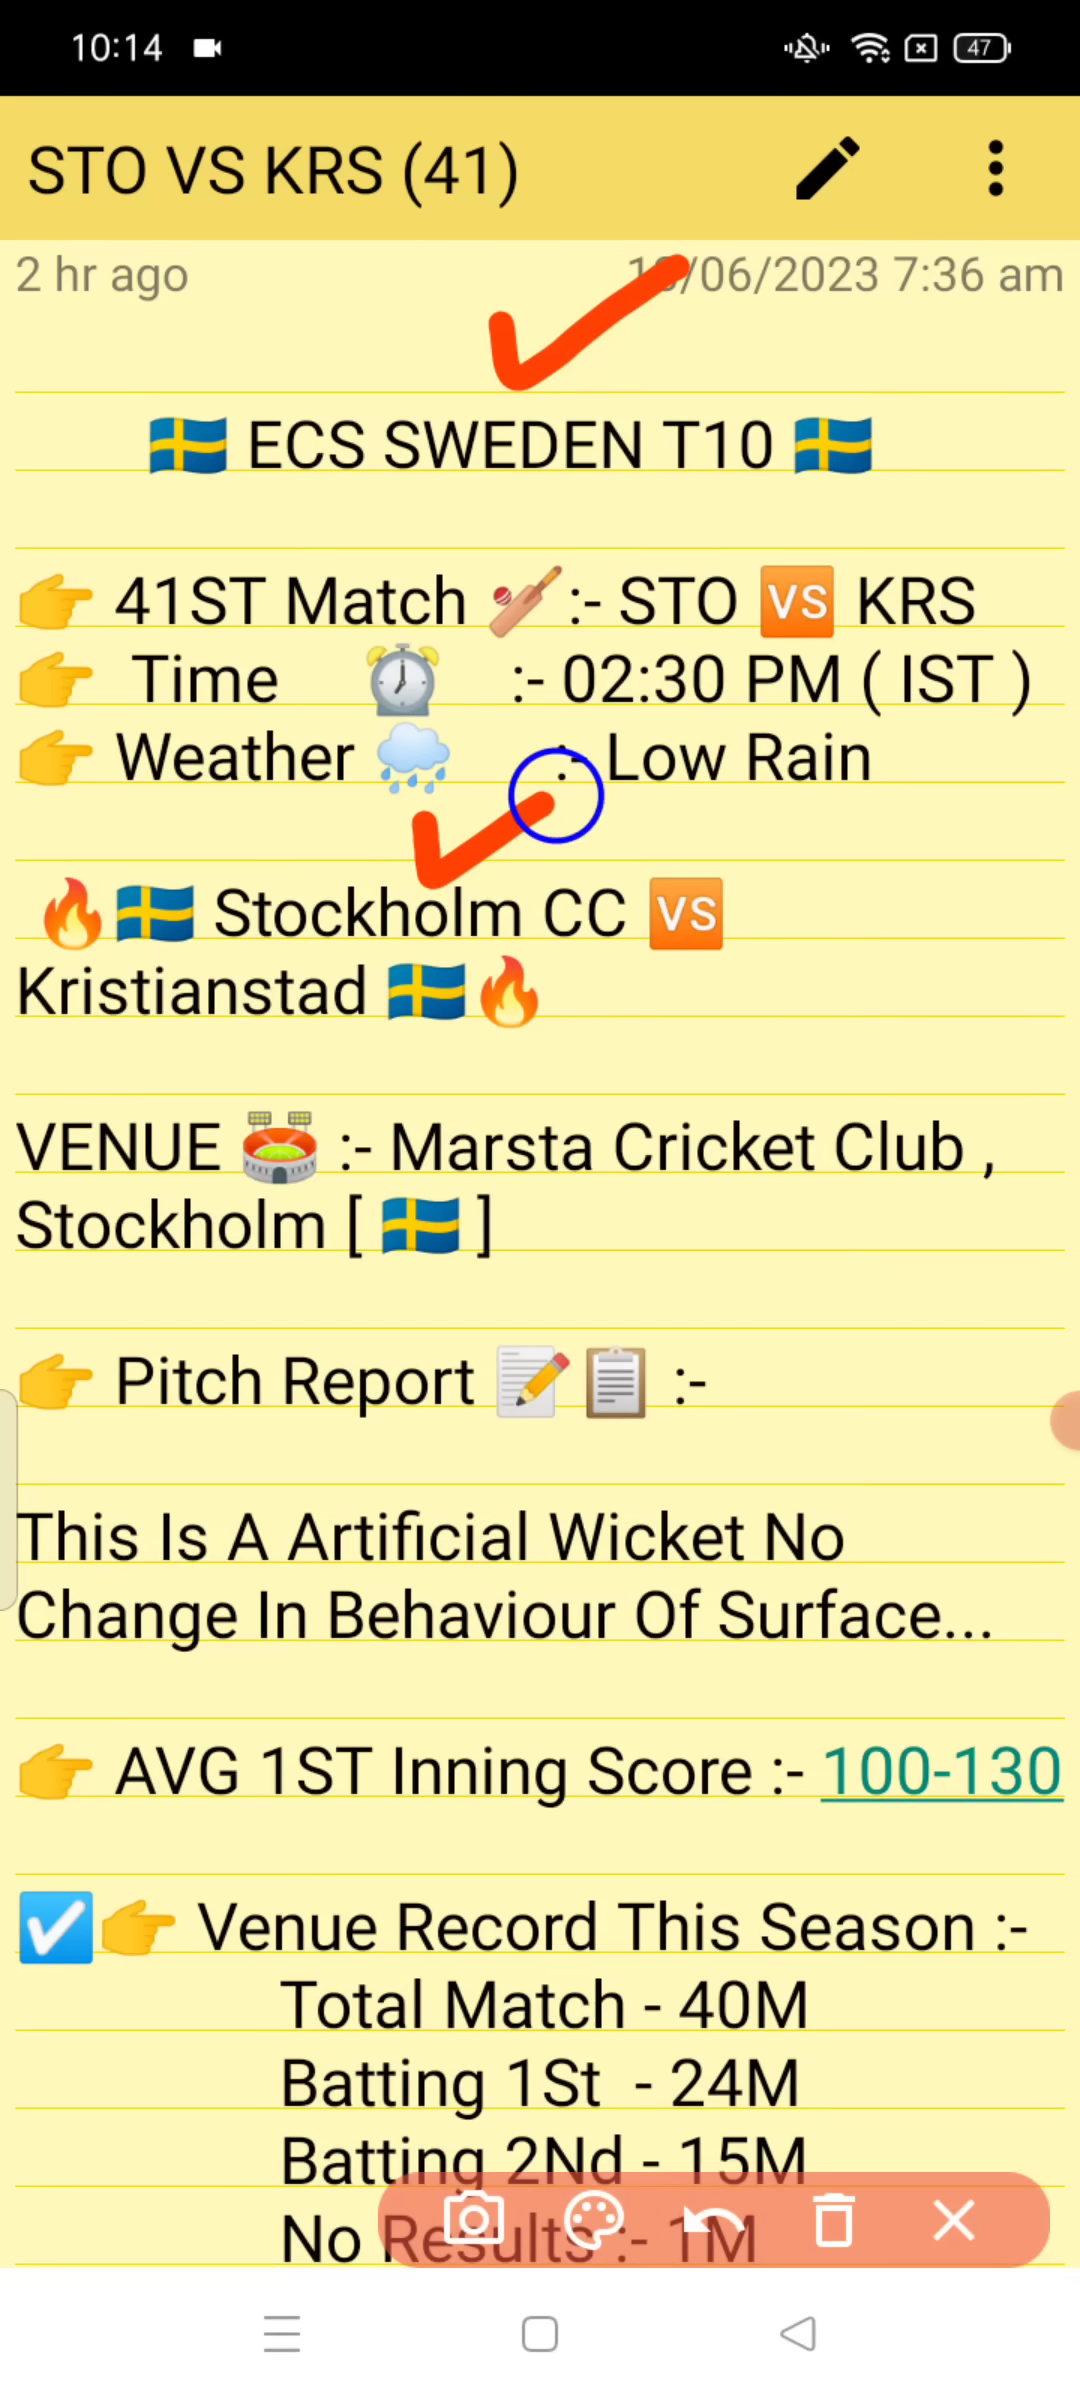 10:14
47
STO VS KRS (41)
2 hr ago
/06/2023 7:36 am
🇸🇪 ECS SWEDEN T10 🇸🇪
👉 41ST Match 🏏 :- STO 🆚 KRS
👉 Time ⏰ :- 02:30 PM ( IST )
👉 Weather 🌧️ :- Low Rain
🔥🇸🇪 Stockholm CC 🆚
Kristianstad 🇸🇪🔥
VENUE 🏟️ :- Marsta Cricket Club ,
Stockholm [ 🇸🇪 ]
👉 Pitch Report 📝📋 :-
This Is A Artificial Wicket No
Change In Behaviour Of Surface...
👉 AVG 1ST Inning Score :- 100-130
☑️👉 Venue Record This Season :-
Total Match - 40M
Batting 1St - 24M
Batting 2Nd - 15M
No Results :- 1M